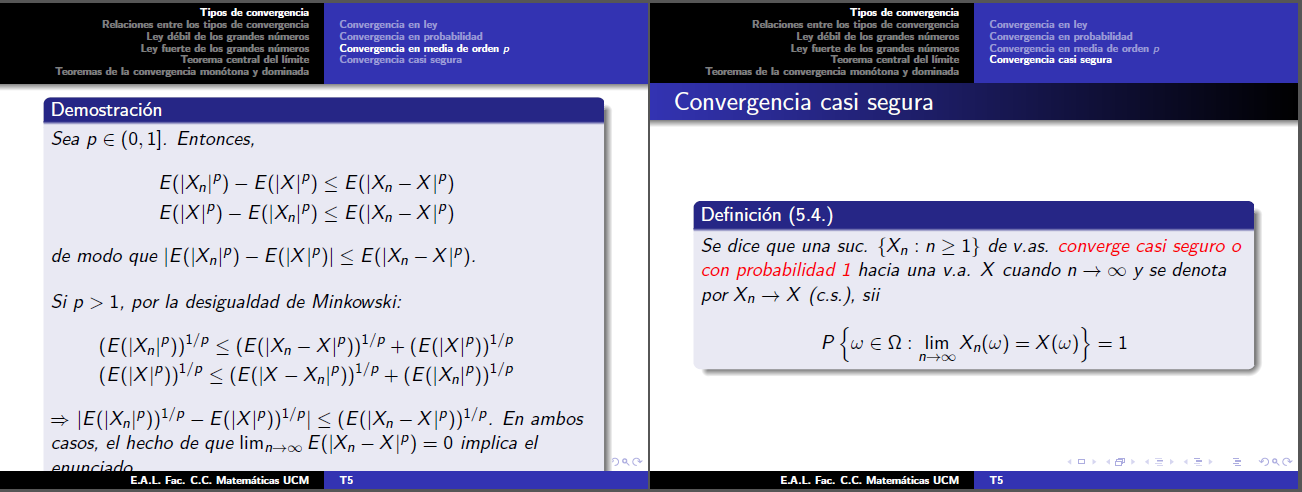 Tipos de convergencia
Relaciones entre los tipos de convergencia
Ley débil de los grandes números
Ley fuerte de los grandes números
Teorema central del límite
Teoremas de la convergencia monótona y dominada
Convergencia en ley
Convergencia en probabilidad
Convergencia en media de orden p
Convergencia casi segura
Demostración
Sea p ∈ (0, 1]. Entonces,
E(|Xₙ|ᵖ) − E(|X|ᵖ) ≤ E(|Xₙ − X|ᵖ)
E(|X|ᵖ) − E(|Xₙ|ᵖ) ≤ E(|Xₙ − X|ᵖ)
de modo que |E(|Xₙ|ᵖ) − E(|X|ᵖ)| ≤ E(|Xₙ − X|ᵖ).
Si p > 1, por la desigualdad de Minkowski:
(E(|Xₙ|ᵖ))^{1/p} ≤ (E(|Xₙ − X|ᵖ))^{1/p} + (E(|X|ᵖ))^{1/p}
(E(|X|ᵖ))^{1/p} ≤ (E(|X − Xₙ|ᵖ))^{1/p} + (E(|Xₙ|ᵖ))^{1/p}
⇒ |E(|Xₙ|ᵖ))^{1/p} − E(|X|ᵖ))^{1/p}| ≤ (E(|Xₙ − X|ᵖ))^{1/p}. En ambos
casos, el hecho de que lim_{n→∞} E(|Xₙ − X|ᵖ) = 0 implica el
enunciado
E.A.L. Fac. C.C. Matemáticas UCM
T5
Tipos de convergencia
Relaciones entre los tipos de convergencia
Ley débil de los grandes números
Ley fuerte de los grandes números
Teorema central del límite
Teoremas de la convergencia monótona y dominada
Convergencia en ley
Convergencia en probabilidad
Convergencia en media de orden p
Convergencia casi segura
Convergencia casi segura
Definición (5.4.)
Se dice que una suc. {Xₙ : n ≥ 1} de v.as. converge casi seguro o
con probabilidad 1 hacia una v.a. X cuando n → ∞ y se denota
por Xₙ → X (c.s.), sii
P {ω ∈ Ω : lim_{n→∞} Xₙ(ω) = X(ω)} = 1
E.A.L. Fac. C.C. Matemáticas UCM
T5